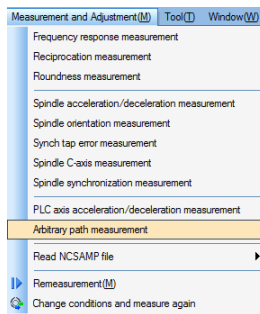 Measurement and Adjustment(M) Tool(T) Window(W)
Frequency response measurement
Reciprocation measurement
Roundness measurement
Spindle acceleration/deceleration measurement
Spindle orientation measurement
Synch tap error measurement
Spindle C-axis measurement
Spindle synchronization measurement
PLC axis acceleration/deceleration measurement
Arbitrary path measurement
Read NCSAMP file
Remeasurement(M)
Change conditions and measure again